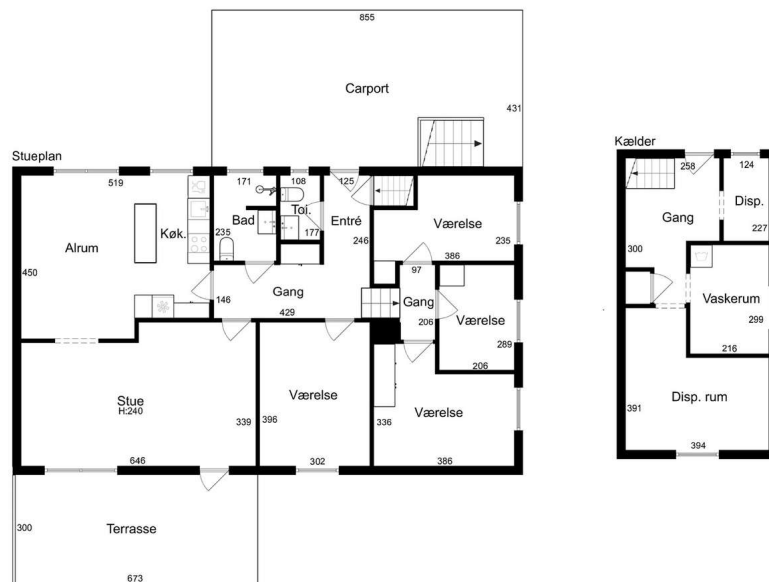 855
Carport
431
Stueplan
519
171
108
125
Køk.
Bad
Toi.
Entré
Alrum
235
177
246
Værelse
386
235
450
97
146
Gang
429
Gang
206
Værelse
289
206
Stue
H:240
339
646
Værelse
396
302
336
Værelse
386
300
Terrasse
673
Kælder
258
124
Gang
Disp.
227
300
Vaskerum
299
216
391
Disp. rum
394